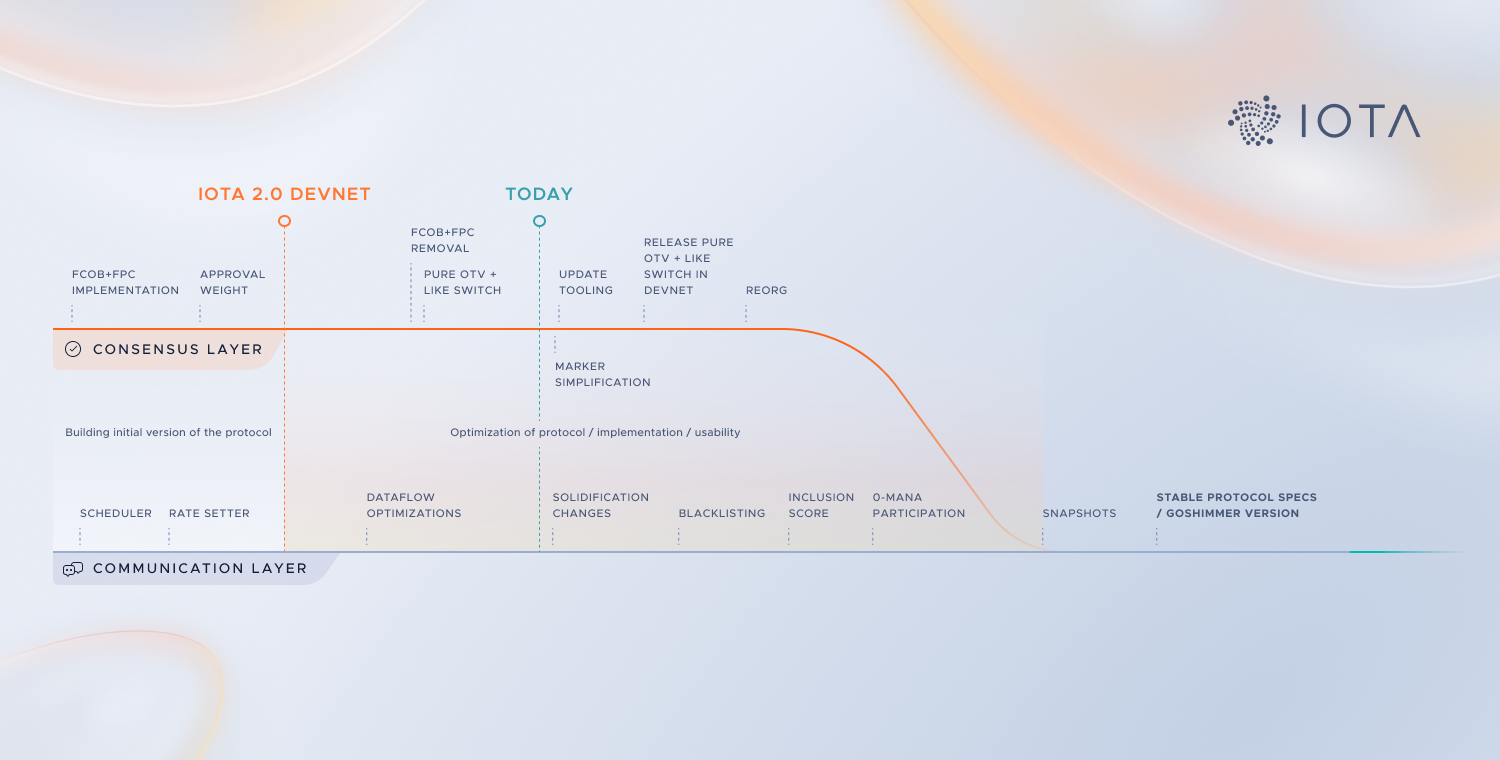 IOTA
IOTA 2.0 DEVNET
TODAY
FCOB+FPC
IMPLEMENTATION
APPROVAL
WEIGHT
FCOB+FPC
REMOVAL
PURE OTV +
LIKE SWITCH
UPDATE
TOOLING
RELEASE PURE
OTV + LIKE
SWITCH IN
DEVNET
REORG
CONSENSUS LAYER
MARKER
SIMPLIFICATION
Building initial version of the protocol
Optimization of protocol / implementation / usability
SCHEDULER
RATE SETTER
DATAFLOW
OPTIMIZATIONS
SOLIDIFICATION
CHANGES
BLACKLISTING
INCLUSION
SCORE
0-MANA
PARTICIPATION
SNAPSHOTS
STABLE PROTOCOL SPECS
/ GOSHIMMER VERSION
COMMUNICATION LAYER